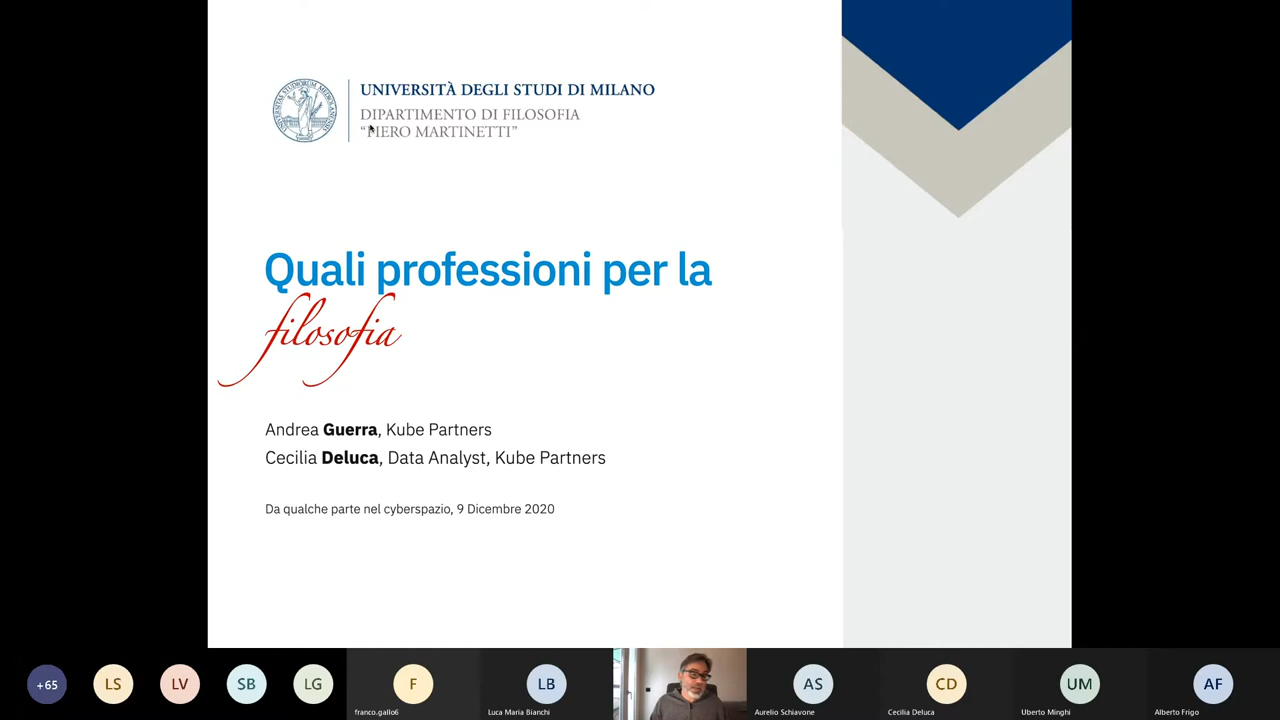 UNIVERSITÀ DEGLI STUDI DI MILANO
DIPARTIMENTO DI FILOSOFIA
“PIERO MARTINETTI”
Quali professioni per la
filosofia
Andrea Guerra, Kube Partners
Cecilia Deluca, Data Analyst, Kube Partners
Da qualche parte nel cyberspazio, 9 Dicembre 2020
+65
LS
LV
SB
LG
F
LB
AS
CD
UM
AF
franco.gallo6
Luca Maria Bianchi
Aurelio Schiavone
Cecilia Deluca
Uberto Minghi
Alberto Frigo